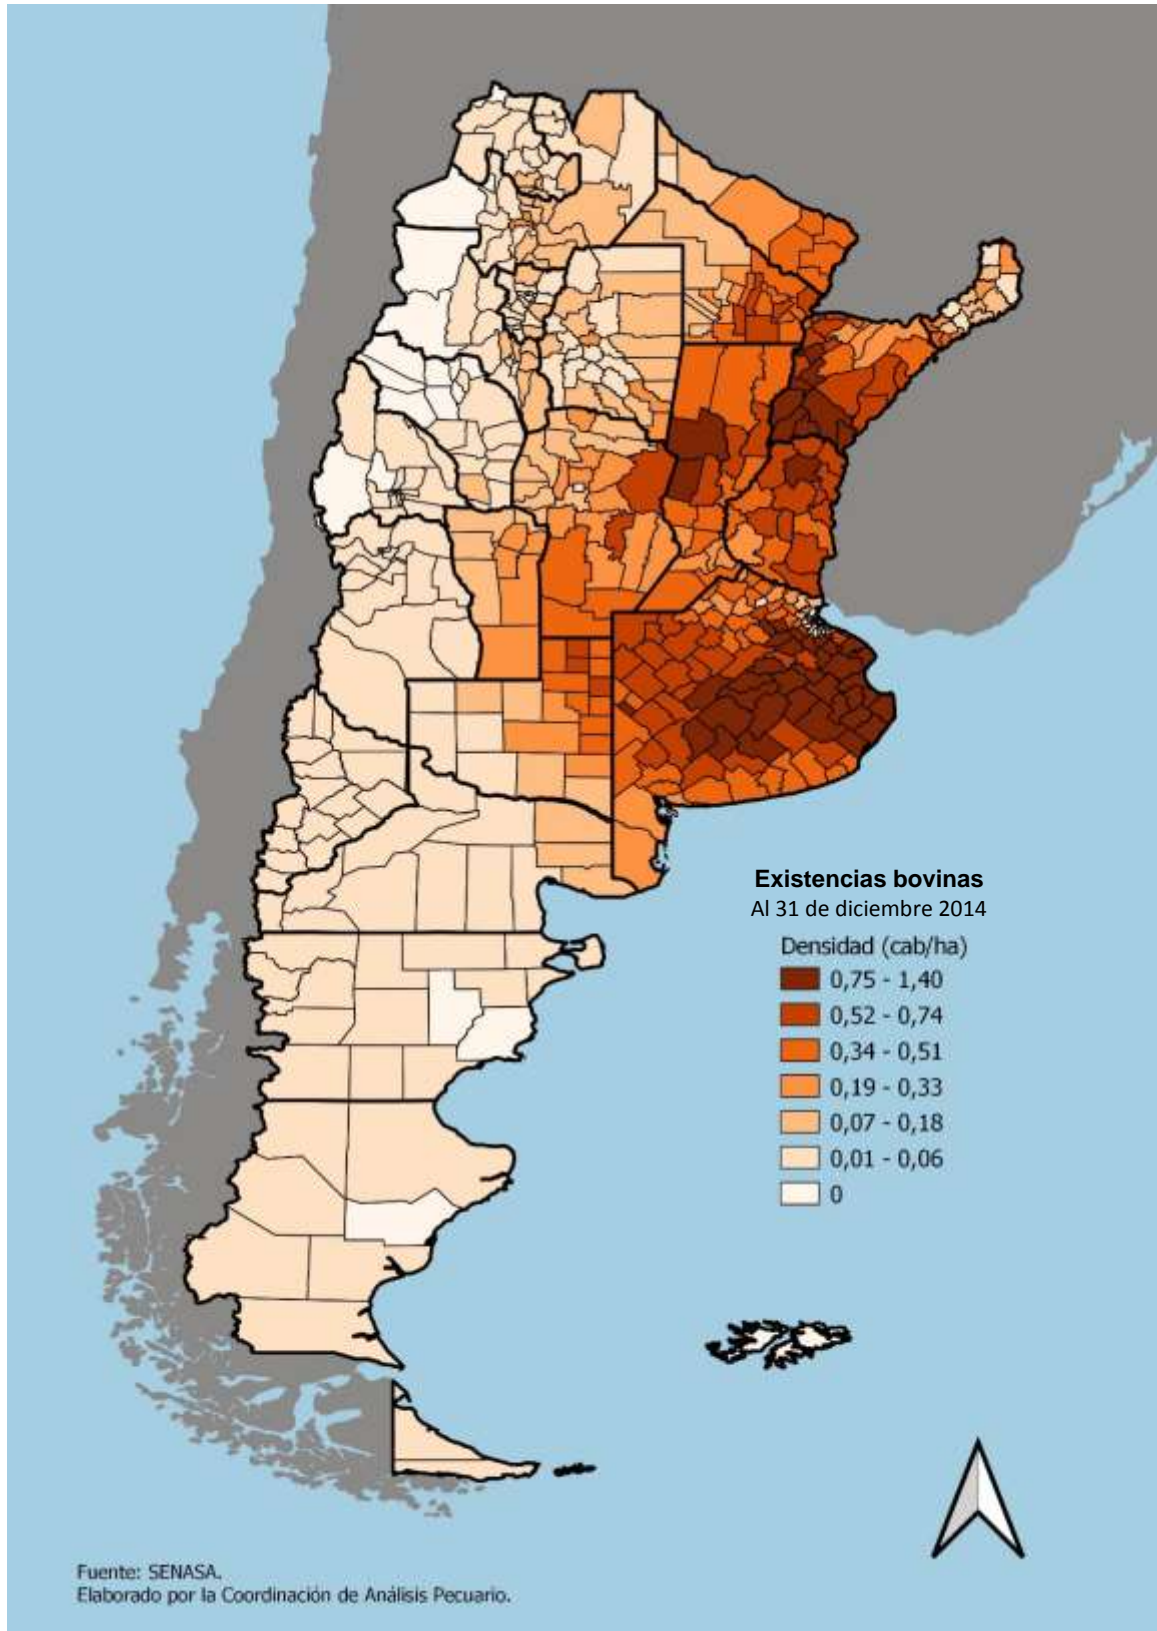 Existencias bovinas
Al 31 de diciembre 2014
Densidad (cab/ha)
0,75 - 1,40
0,52 - 0,74
0,34 - 0,51
0,19 - 0,33
0,07 - 0,18
0,01 - 0,06
0
Fuente: SENASA.
Elaborado por la Coordinación de Análisis Pecuario.